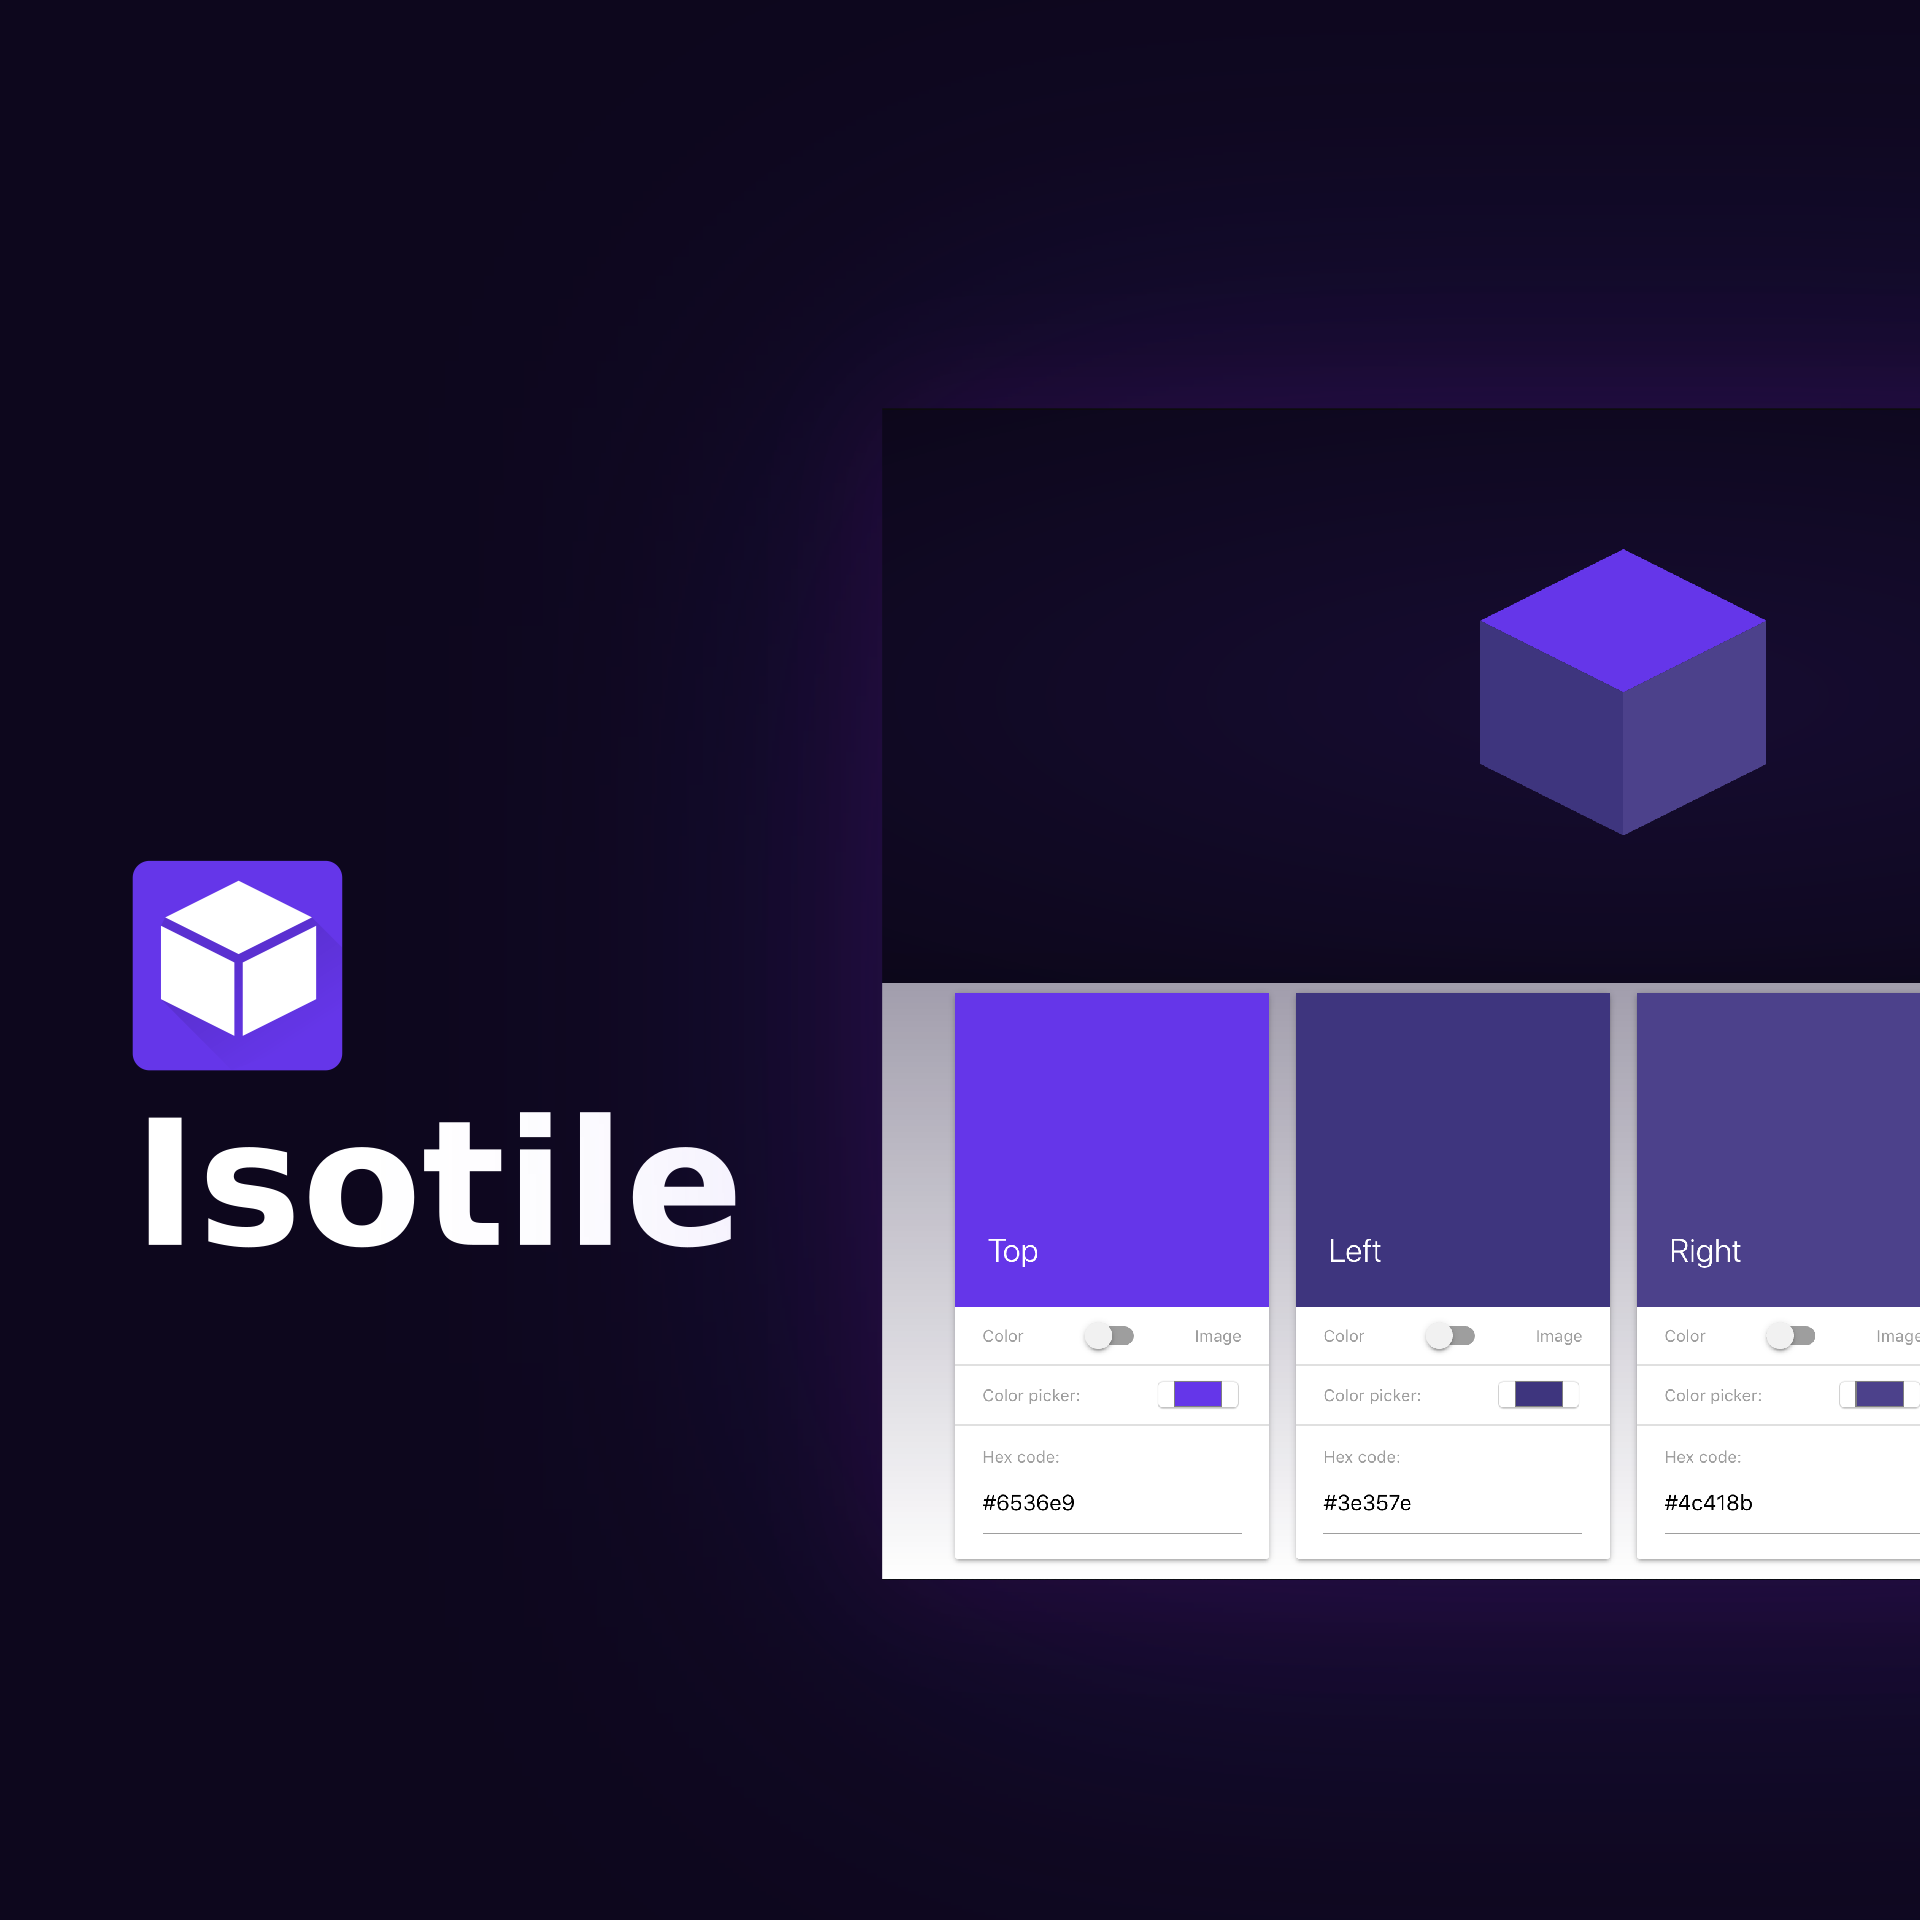 Isotile
Top
Left
Right
Color Image
Color Image
Color Image
Color picker:
Color picker:
Color picker:
Hex code:
Hex code:
Hex code:
#6536e9
#3e357e
#4c418b